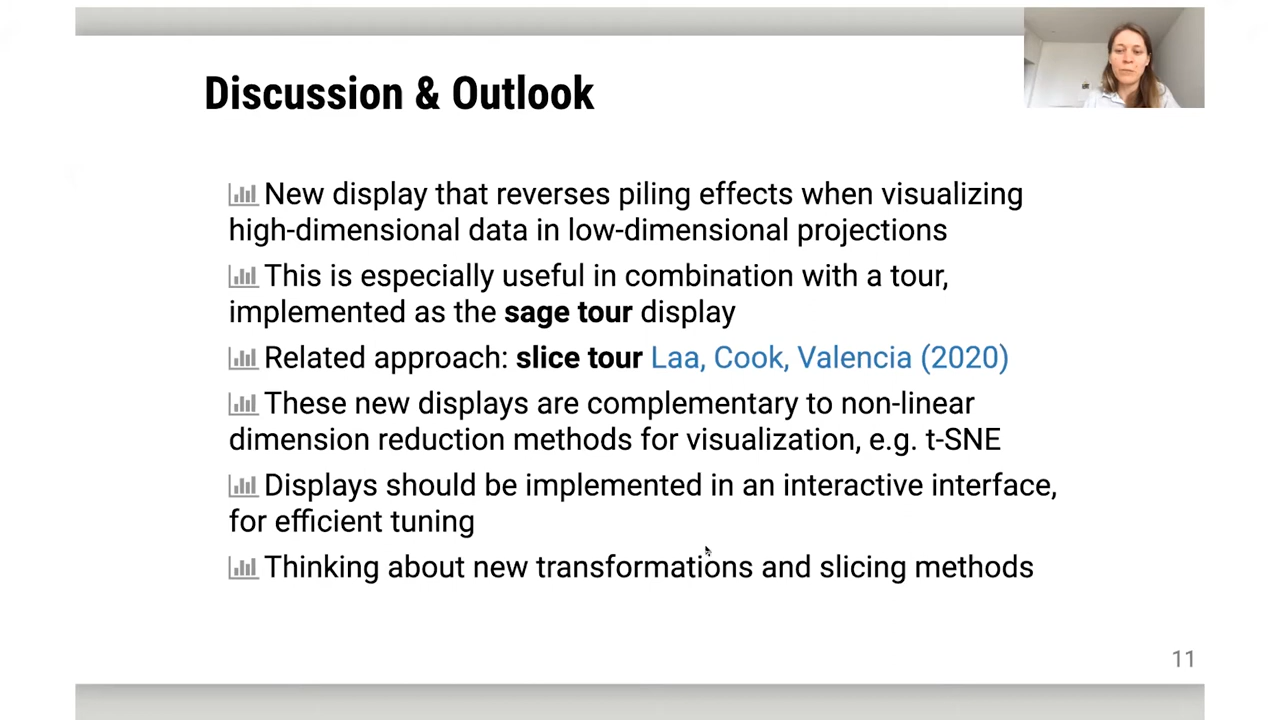 Discussion & Outlook
New display that reverses piling effects when visualizing
high-dimensional data in low-dimensional projections
This is especially useful in combination with a tour,
implemented as the sage tour display
Related approach: slice tour Laa, Cook, Valencia (2020)
These new displays are complementary to non-linear
dimension reduction methods for visualization, e.g. t-SNE
Displays should be implemented in an interactive interface,
for efficient tuning
Thinking about new transformations and slicing methods
11